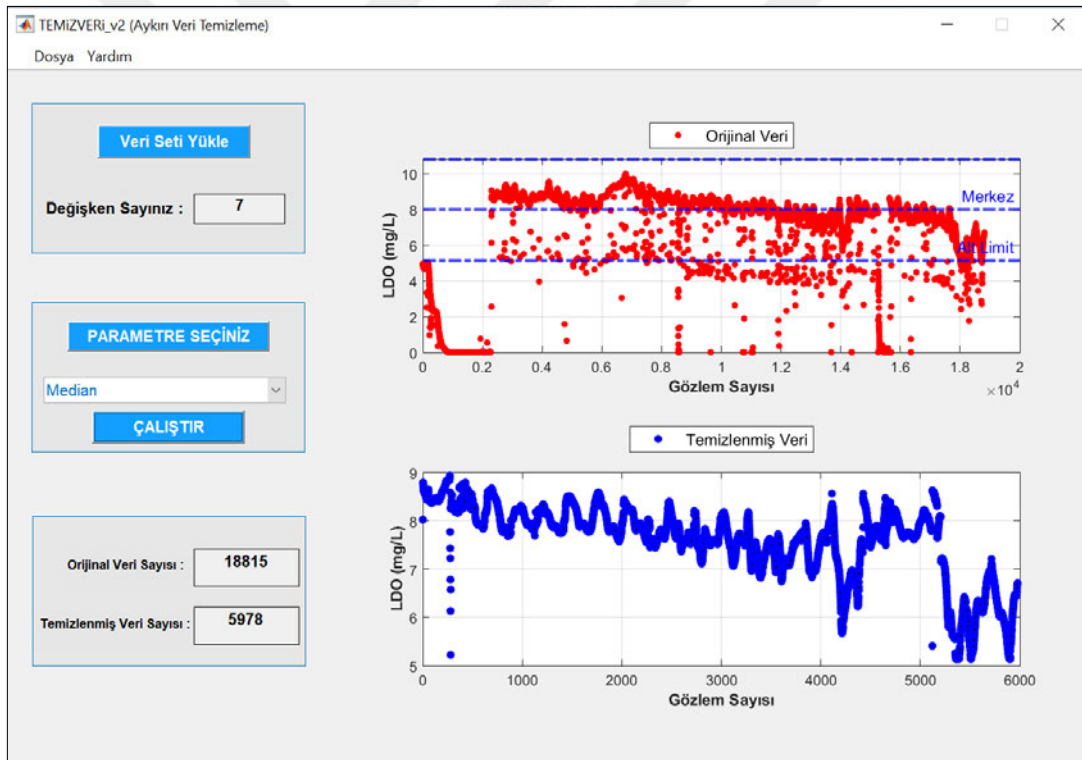 TEMiZVERi_v2 (Aykırı Veri Temizleme)
Dosya Yardım
Veri Seti Yükle
Değişken Sayınız : 7
PARAMETRE SEÇİNİZ
Median
ÇALIŞTIR
Orijinal Veri Sayısı : 18815
Temizlenmiş Veri Sayısı : 5978
Orijinal Veri
LDO (mg/L)
10
8
6
4
2
0
Merkez
Alt Limit
0 0.2 0.4 0.6 0.8 1 1.2 1.4 1.6 1.8 2
×10⁴
Gözlem Sayısı
Temizlenmiş Veri
LDO (mg/L)
9
8
7
6
5
0 1000 2000 3000 4000 5000 6000
Gözlem Sayısı